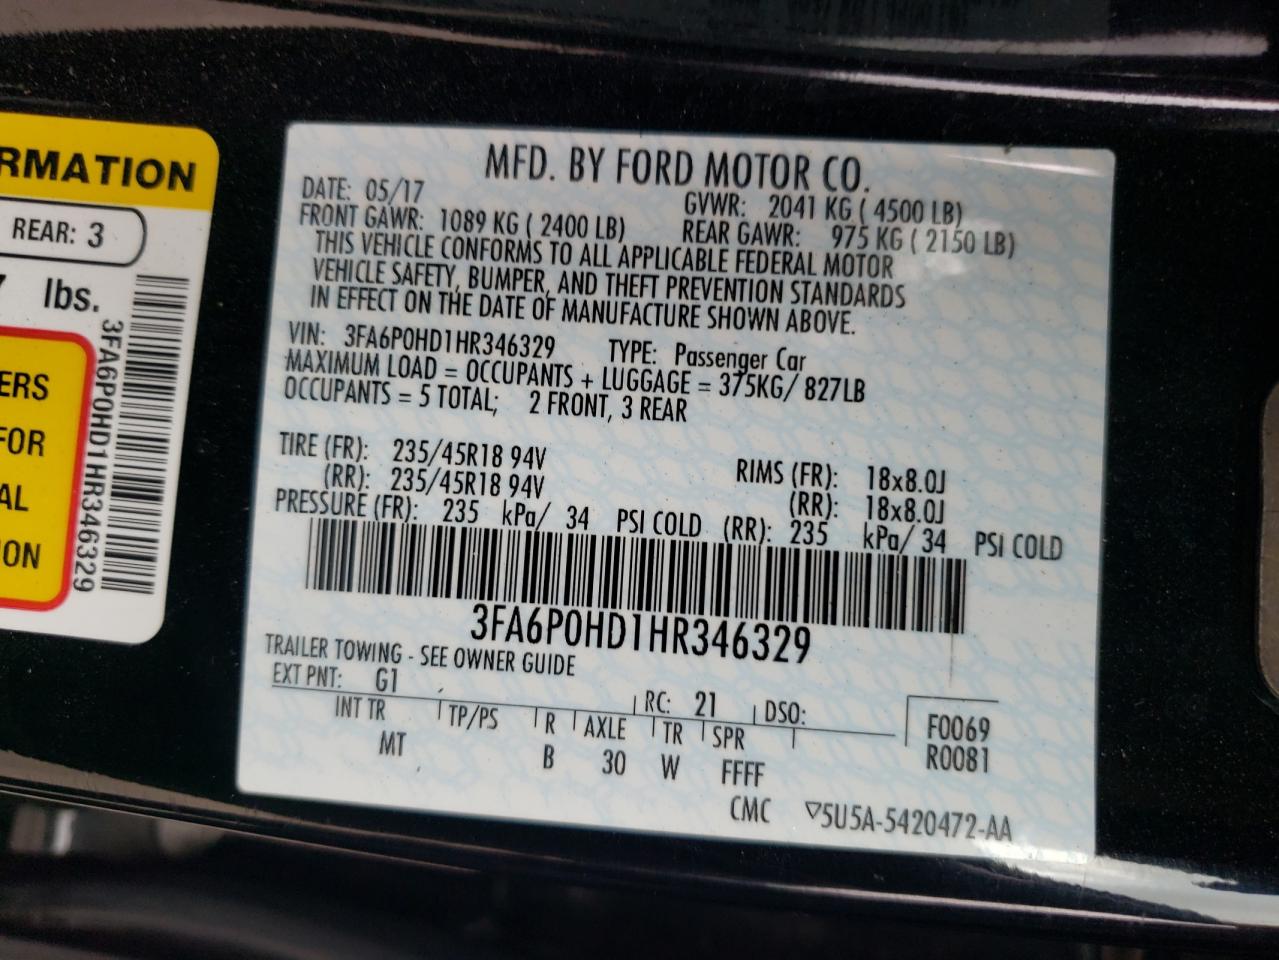 RMATION
REAR: 3
7 lbs.
ERS
FOR
AL
ION
3FA6P0HD1HR346329
MFD. BY FORD MOTOR CO.
DATE: 05/17 GVWR: 2041 KG ( 4500 LB)
FRONT GAWR: 1089 KG ( 2400 LB) REAR GAWR: 975 KG ( 2150 LB)
THIS VEHICLE CONFORMS TO ALL APPLICABLE FEDERAL MOTOR
VEHICLE SAFETY, BUMPER, AND THEFT PREVENTION STANDARDS
IN EFFECT ON THE DATE OF MANUFACTURE SHOWN ABOVE.
VIN: 3FA6P0HD1HR346329 TYPE: Passenger Car
MAXIMUM LOAD = OCCUPANTS + LUGGAGE = 375KG/ 827LB
OCCUPANTS = 5 TOTAL; 2 FRONT, 3 REAR
TIRE (FR): 235/45R18 94V RIMS (FR): 18x8.0J
(RR): 235/45R18 94V (RR): 18x8.0J
PRESSURE (FR): 235 kPa/ 34 PSI COLD (RR): 235 kPa/ 34 PSI COLD
3FA6P0HD1HR346329
TRAILER TOWING - SEE OWNER GUIDE
EXT PNT: G1 RC: 21 DSO:
INT TR TP/PS R AXLE TR SPR F0069
MT B 30 W FFFF R0081
CMC ▽5U5A-5420472-AA